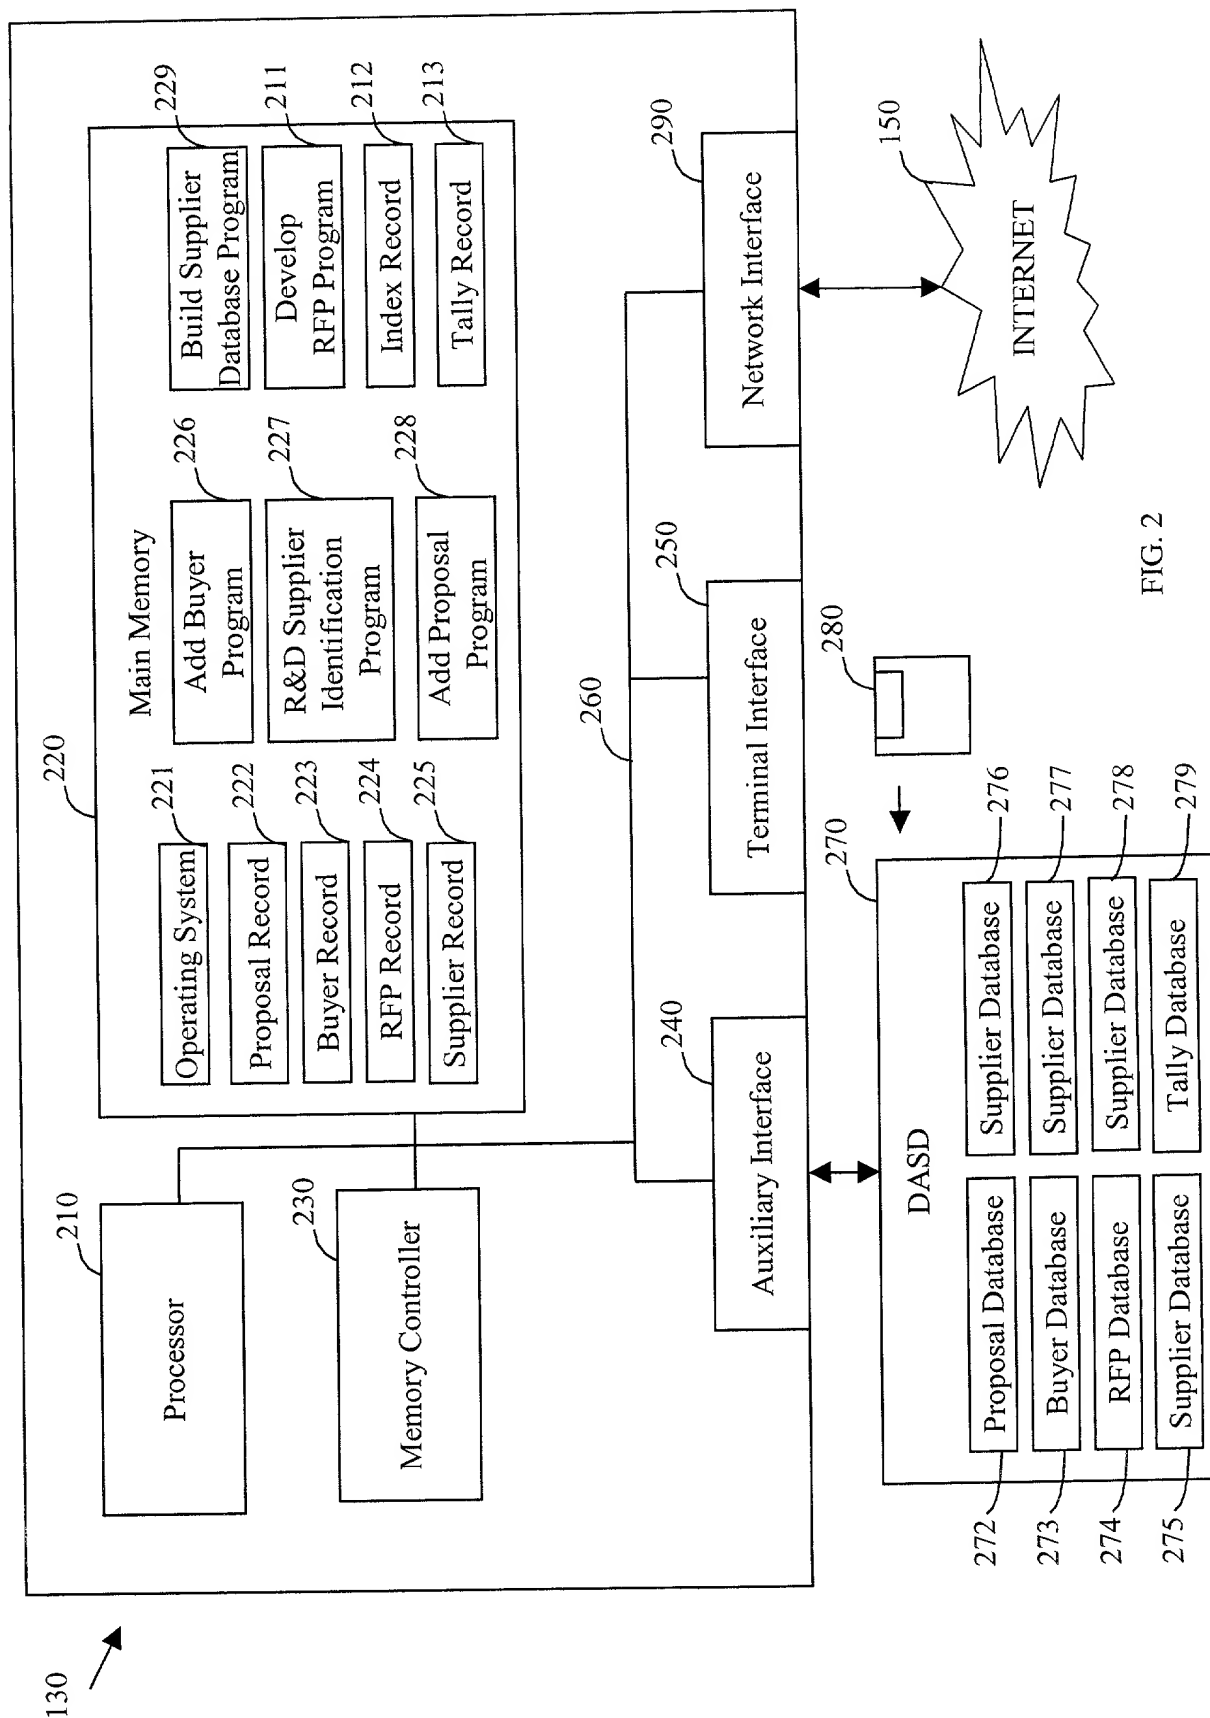 130
210
Processor
230
Memory Controller
220
Main Memory
221
Operating System
222
Proposal Record
223
Buyer Record
224
RFP Record
225
Supplier Record
226
Add Buyer
Program
227
R&D Supplier
Identification
Program
228
Add Proposal
Program
229
Build Supplier
Database Program
211
Develop
RFP Program
212
Index Record
213
Tally Record
260
240
Auxiliary Interface
250
Terminal Interface
290
Network Interface
150
INTERNET
270
DASD
280
272
Proposal Database
273
Buyer Database
274
RFP Database
275
Supplier Database
276
Supplier Database
277
Supplier Database
278
Supplier Database
279
Tally Database
FIG. 2